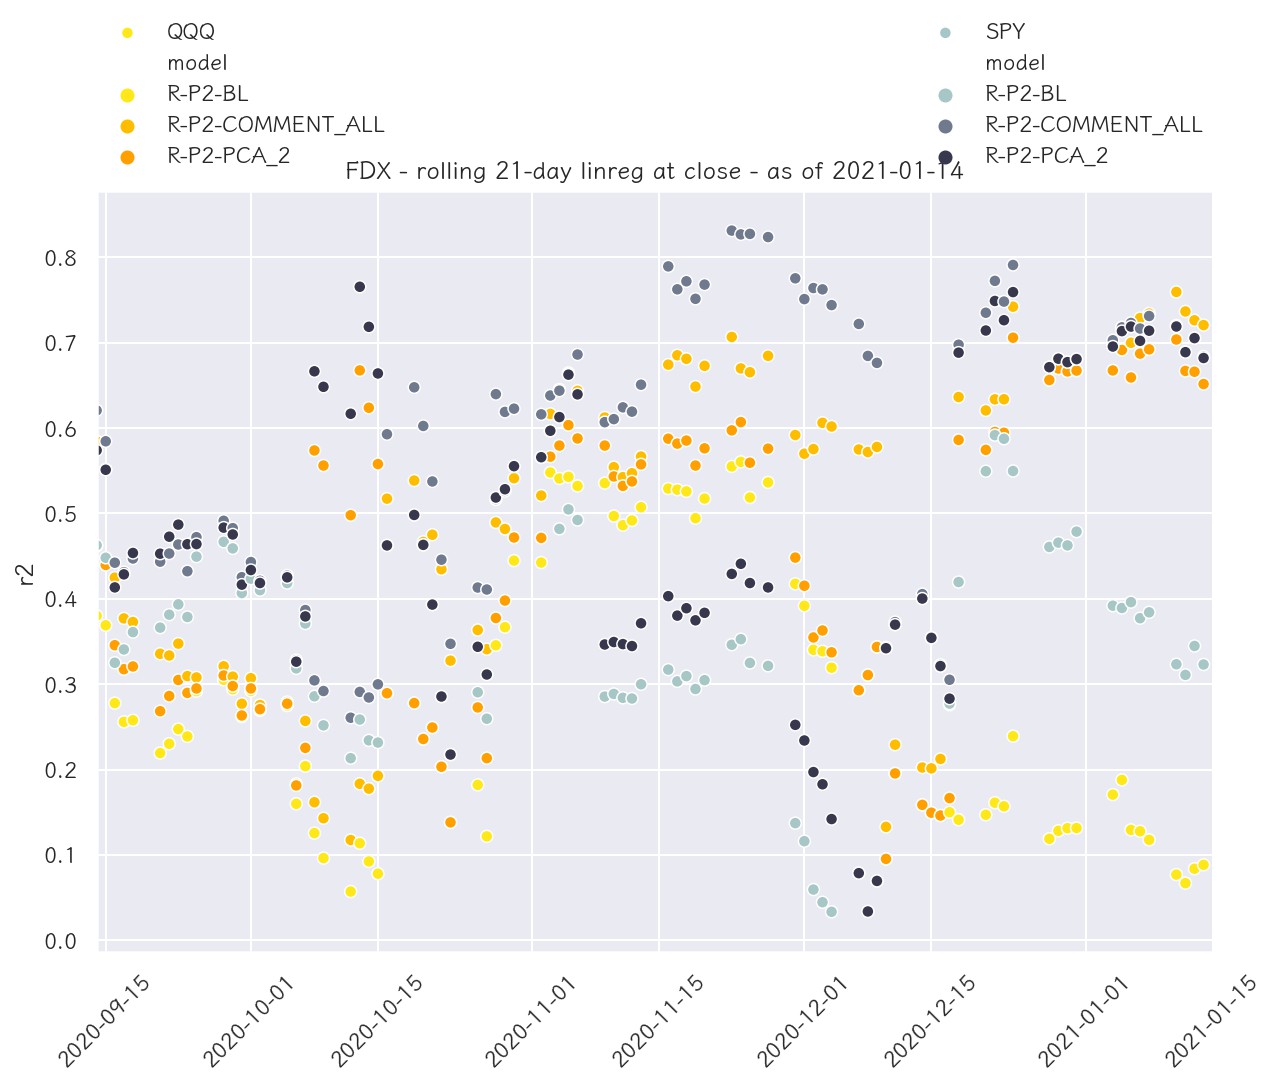 QQQ
model
R-P2-BL
R-P2-COMMENT_ALL
R-P2-PCA_2
SPY
model
R-P2-BL
R-P2-COMMENT_ALL
R-P2-PCA_2
FDX - rolling 21-day linreg at close - as of 2021-01-14
r2
0.8
0.7
0.6
0.5
0.4
0.3
0.2
0.1
0.0
2020-09-15
2020-10-01
2020-10-15
2020-11-01
2020-11-15
2020-12-01
2020-12-15
2021-01-01
2021-01-15